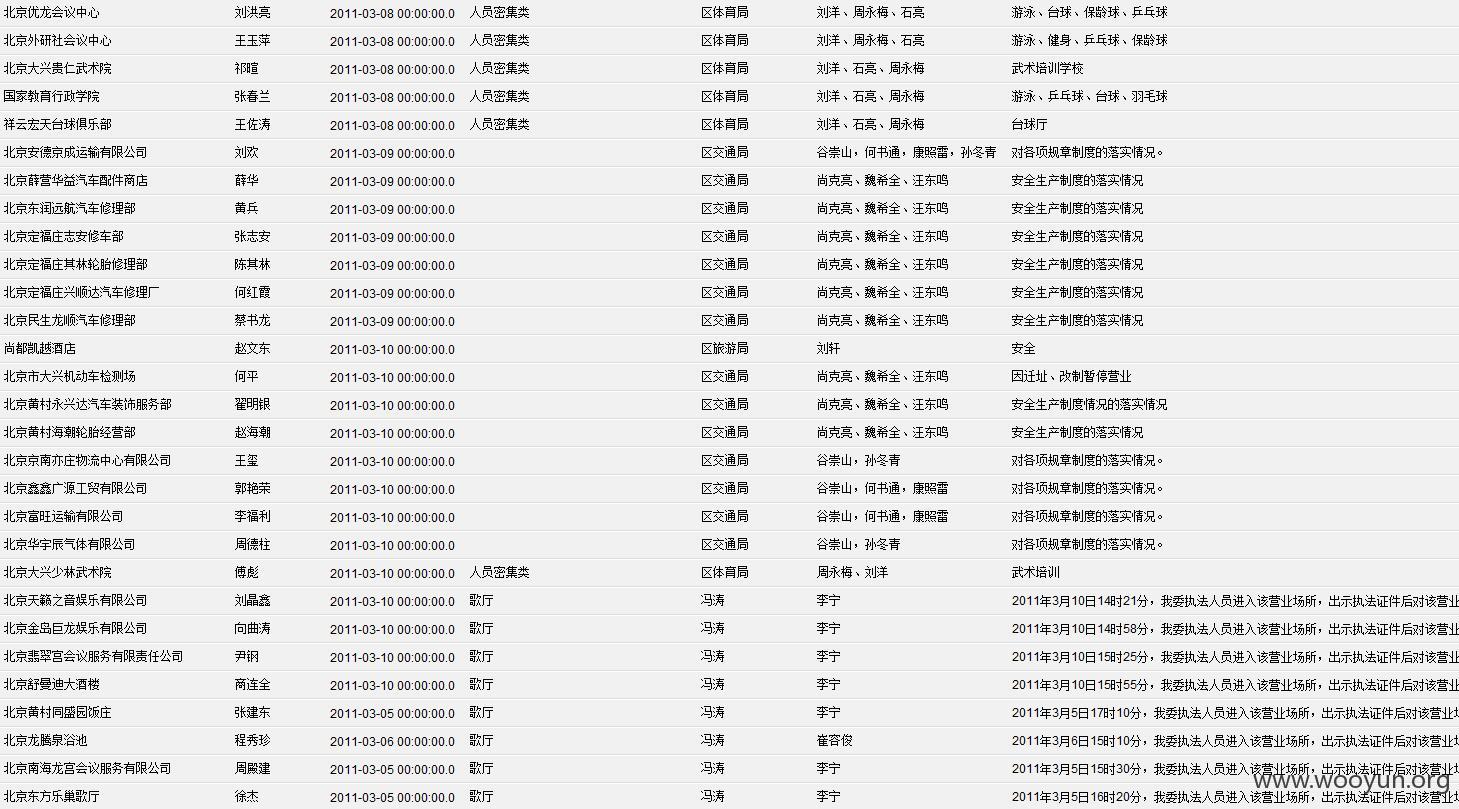 北京优龙会议中心 刘洪亮 2011-03-08 00:00:00.0 人员密集类 区体育局 刘洋、周永梅、石亮 游泳、台球、保龄球、乒乓球
北京外研社会议中心 王玉萍 2011-03-08 00:00:00.0 人员密集类 区体育局 刘洋、周永梅、石亮 游泳、健身、乒乓球、保龄球
北京大兴贵仁武术院 祁暄 2011-03-08 00:00:00.0 人员密集类 区体育局 刘洋、石亮、周永梅 武术培训学校
国家教育行政学院 张春兰 2011-03-08 00:00:00.0 人员密集类 区体育局 刘洋、石亮、周永梅 游泳、乒乓球、台球、羽毛球
祥云宏天台球俱乐部 王佐涛 2011-03-08 00:00:00.0 人员密集类 区体育局 刘洋、石亮、周永梅 台球厅
北京安德京成运输有限公司 刘欢 2011-03-09 00:00:00.0 区交通局 谷崇山，何书通，康照雷，孙冬青 对各项规章制度的落实情况。
北京薛营华益汽车配件商店 薛华 2011-03-09 00:00:00.0 区交通局 尚克亮、魏希全、汪东鸣 安全生产制度的落实情况
北京东润远航汽车修理部 黄兵 2011-03-09 00:00:00.0 区交通局 尚克亮、魏希全、汪东鸣 安全生产制度的落实情况
北京定福庄志安修车部 张志安 2011-03-09 00:00:00.0 区交通局 尚克亮、魏希全、汪东鸣 安全生产制度的落实情况
北京定福庄其林轮胎修理部 陈其林 2011-03-09 00:00:00.0 区交通局 尚克亮、魏希全、汪东鸣 安全生产制度的落实情况
北京定福庄兴顺达汽车修理厂 何红霞 2011-03-09 00:00:00.0 区交通局 尚克亮、魏希全、汪东鸣 安全生产制度的落实情况
北京民生龙顺汽车修理部 蔡书龙 2011-03-09 00:00:00.0 区交通局 尚克亮、魏希全、汪东鸣 安全生产制度的落实情况
尚都凯越酒店 赵文东 2011-03-10 00:00:00.0 区旅游局 刘轩 安全
北京市大兴机动车检测场 何平 2011-03-10 00:00:00.0 区交通局 尚克亮、魏希全、汪东鸣 因迁址、改制暂停营业
北京黄村永兴达汽车装饰服务部 翟明银 2011-03-10 00:00:00.0 区交通局 尚克亮、魏希全、汪东鸣 安全生产制度情况的落实情况
北京黄村海潮轮胎经营部 赵海潮 2011-03-10 00:00:00.0 区交通局 尚克亮、魏希全、汪东鸣 安全生产制度的落实情况
北京京南亦庄物流中心有限公司 王玺 2011-03-10 00:00:00.0 区交通局 谷崇山，孙冬青 对各项规章制度的落实情况。
北京鑫鑫广源工贸有限公司 郭艳荣 2011-03-10 00:00:00.0 区交通局 谷崇山，何书通，康照雷 对各项规章制度的落实情况。
北京富旺运输有限公司 李福利 2011-03-10 00:00:00.0 区交通局 谷崇山，何书通，康照雷 对各项规章制度的落实情况。
北京华宇辰气体有限公司 周德柱 2011-03-10 00:00:00.0 区交通局 谷崇山，孙冬青 对各项规章制度的落实情况。
北京大兴少林武术院 傅彪 2011-03-10 00:00:00.0 人员密集类 区体育局 周永梅、刘洋 武术培训
北京天籁之音娱乐有限公司 刘晶鑫 2011-03-10 00:00:00.0 歌厅 冯涛 李宁 2011年3月10日14时21分，我委执法人员进入该营业场所，出示执法证件后对该营业
北京金岛巨龙娱乐有限公司 向曲涛 2011-03-10 00:00:00.0 歌厅 冯涛 李宁 2011年3月10日14时58分，我委执法人员进入该营业场所，出示执法证件后对该营业
北京翡翠宫会议服务有限责任公司 尹钢 2011-03-10 00:00:00.0 歌厅 冯涛 李宁 2011年3月10日15时25分，我委执法人员进入该营业场所，出示执法证件后对该营业
北京舒曼迪大酒楼 商连全 2011-03-10 00:00:00.0 歌厅 冯涛 李宁 2011年3月10日15时55分，我委执法人员进入该营业场所，出示执法证件后对该营业
北京黄村同盛园饭庄 张建东 2011-03-05 00:00:00.0 歌厅 冯涛 李宁 2011年3月5日17时10分，我委执法人员进入该营业场所，出示执法证件后对该营业
北京龙腾泉浴池 程秀珍 2011-03-06 00:00:00.0 歌厅 冯涛 崔容俊 2011年3月6日15时10分，我委执法人员进入该营业场所，出示执法证件后对该营业
北京南海龙宫会议服务有限公司 周殿建 2011-03-05 00:00:00.0 歌厅 冯涛 李宁 2011年3月5日15时30分，我委执法人员进入该营业场所，出示执法证件后对该营业
北京东方乐巢歌厅 徐杰 2011-03-05 00:00:00.0 歌厅 冯涛 李宁 2011年3月5日16时20分，我委执法人员进入该营业场所，出示执法证件后对该营业
www.wooyun.org